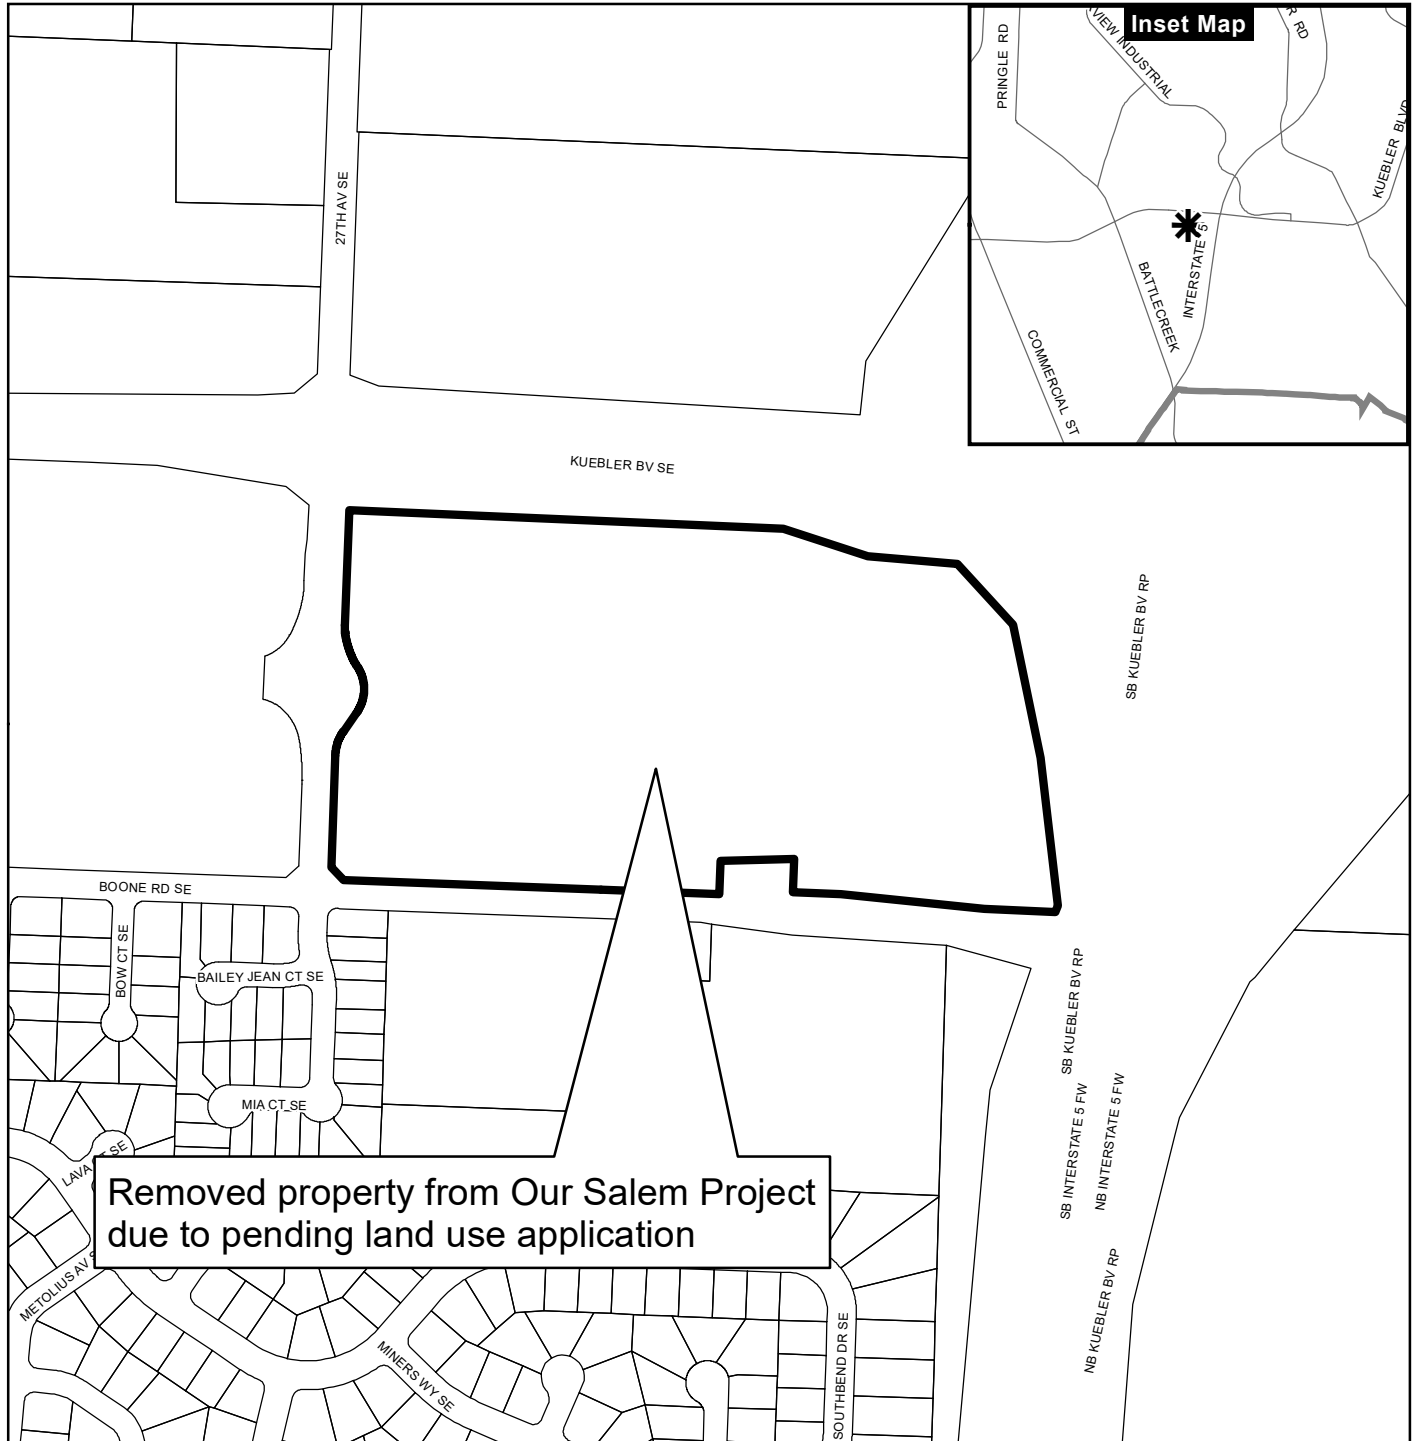 Inset Map
PRINGLE RD
VIEW INDUSTRIAL
R RD
KUEBLER BLVD
INTERSTATE 5
BATTLECREEK
COMMERCIAL ST
27TH AV SE
KUEBLER BV SE
SB KUEBLER BV RP
BOONE RD SE
BOW CT SE
BAILEY JEAN CT SE
MIA CT SE
SB KUEBLER BV RP
SB INTERSTATE 5 FW
NB INTERSTATE 5 FW
LAVA CT SE
Removed property from Our Salem Project
due to pending land use application
METOLIUS AV S
NB KUEBLER BV RP
MINERS WY SE
SOUTHBEND DR SE